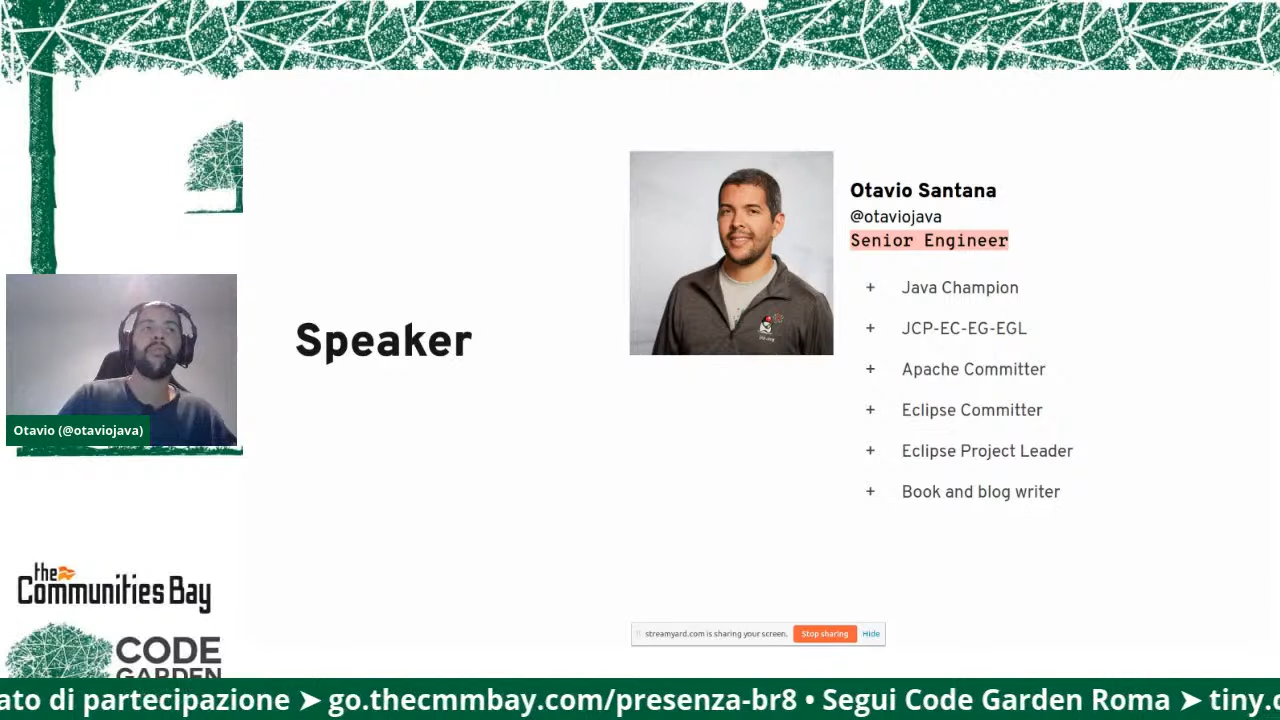 Speaker
Otavio Santana
@otaviojava
Senior Engineer
+ Java Champion
+ JCP-EC-EG-EGL
+ Apache Committer
+ Eclipse Committer
+ Eclipse Project Leader
+ Book and blog writer
Otavio (@otaviojava)
the
Communities Bay
CODE
GARDEN
streamyard.com is sharing your screen. Stop sharing Hide
ato di partecipazione ➤ go.thecmmbay.com/presenza-br8 • Segui Code Garden Roma ➤ tiny.c